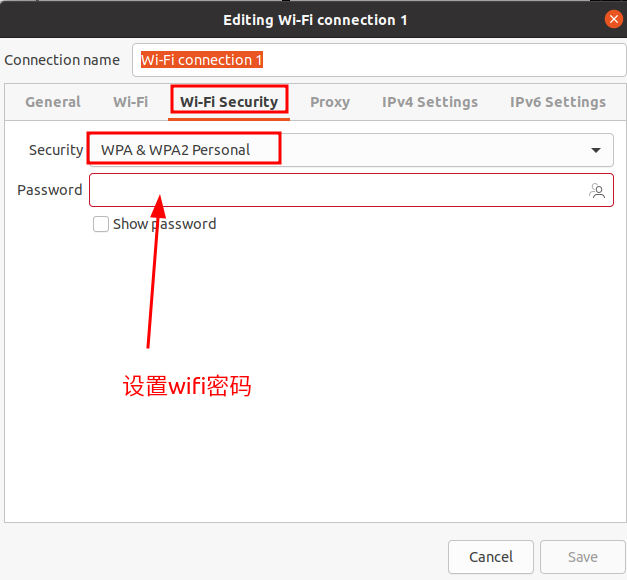 Editing Wi-Fi connection 1
Connection name Wi-Fi connection 1
General Wi-Fi Wi-Fi Security Proxy IPv4 Settings IPv6 Settings
Security WPA & WPA2 Personal
Password
Show password
设置wifi密码
Cancel Save